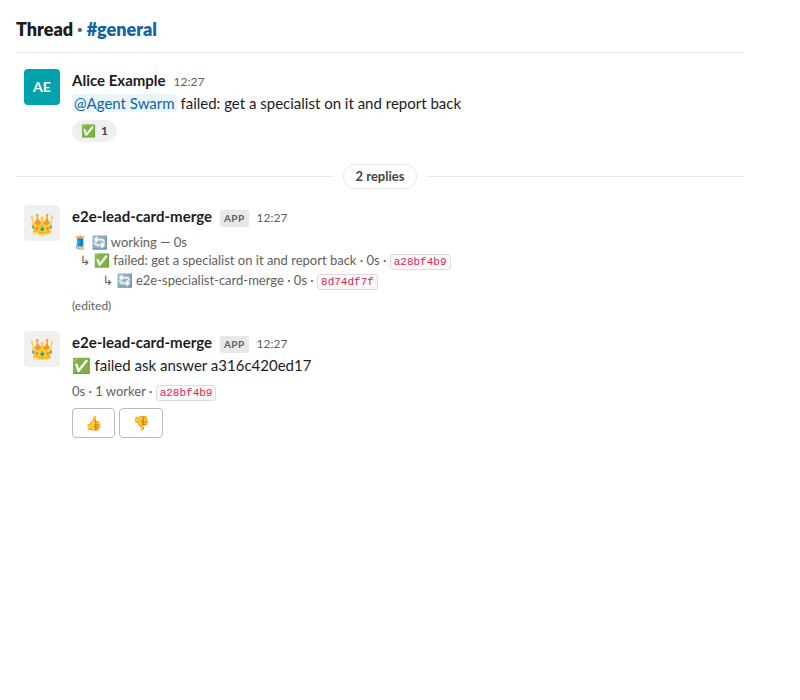 Thread • #general
AE
Alice Example 12:27
@Agent Swarm failed: get a specialist on it and report back
✅ 1
2 replies
e2e-lead-card-merge APP 12:27
🧵 🔄 working — 0s
↳ ✅ failed: get a specialist on it and report back · 0s · a28bf4b9
↳ 🔄 e2e-specialist-card-merge · 0s · 8d74df7f
(edited)
e2e-lead-card-merge APP 12:27
✅ failed ask answer a316c420ed17
0s · 1 worker · a28bf4b9
👍 👎